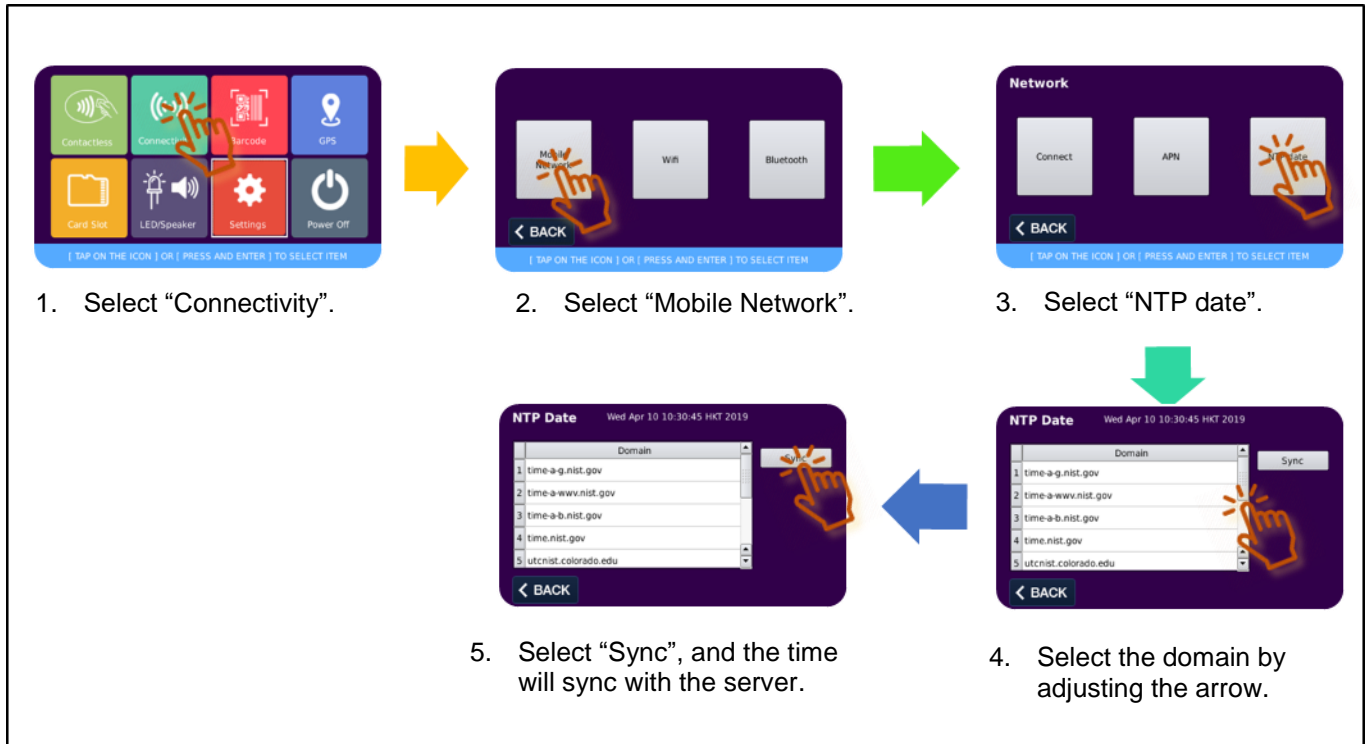 Contactless
Barcode
GPS
Card Slot
LED/Speaker
Settings
Power Off
[ TAP ON THE ICON ] OR [ PRESS AND ENTER ] TO SELECT ITEM
1. Select “Connectivity”.
Wifi
Bluetooth
BACK
[ TAP ON THE ICON ] OR [ PRESS AND ENTER ] TO SELECT ITEM
2. Select “Mobile Network”.
Network
Connect
APN
BACK
[ TAP ON THE ICON ] OR [ PRESS AND ENTER ] TO SELECT ITEM
3. Select “NTP date”.
NTP Date Wed Apr 10 10:30:45 HKT 2019
Domain
Sync
1 time-a-g.nist.gov
2 time-a-wwv.nist.gov
3 time-a-b.nist.gov
4 time.nist.gov
5 utcnist.colorado.edu
BACK
4. Select the domain by
adjusting the arrow.
NTP Date Wed Apr 10 10:30:45 HKT 2019
Domain
Sync
1 time-a-g.nist.gov
2 time-a-wwv.nist.gov
3 time-a-b.nist.gov
4 time.nist.gov
5 utcnist.colorado.edu
BACK
5. Select “Sync”, and the time
will sync with the server.